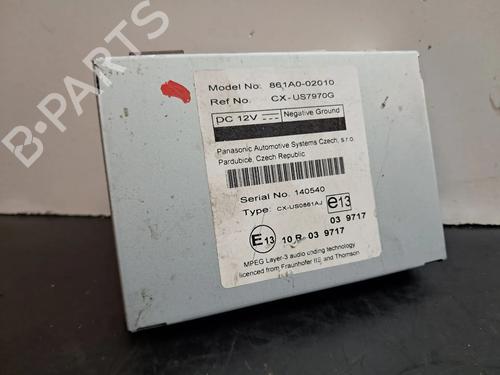 B-PARTS
Model No: 861A0-02010
Ref No. CX-US7970G
DC 12V Negative Ground
Panasonic Automotive Systems Czech, s.r.o.
Pardubice, Czech Republic
Serial No. 140540
Type: CX-US0861AJ e13
03 9717
E13 10 R-03 9717
MPEG Layer-3 audio coding technology
licenced from Fraunhofer IIS and Thomson